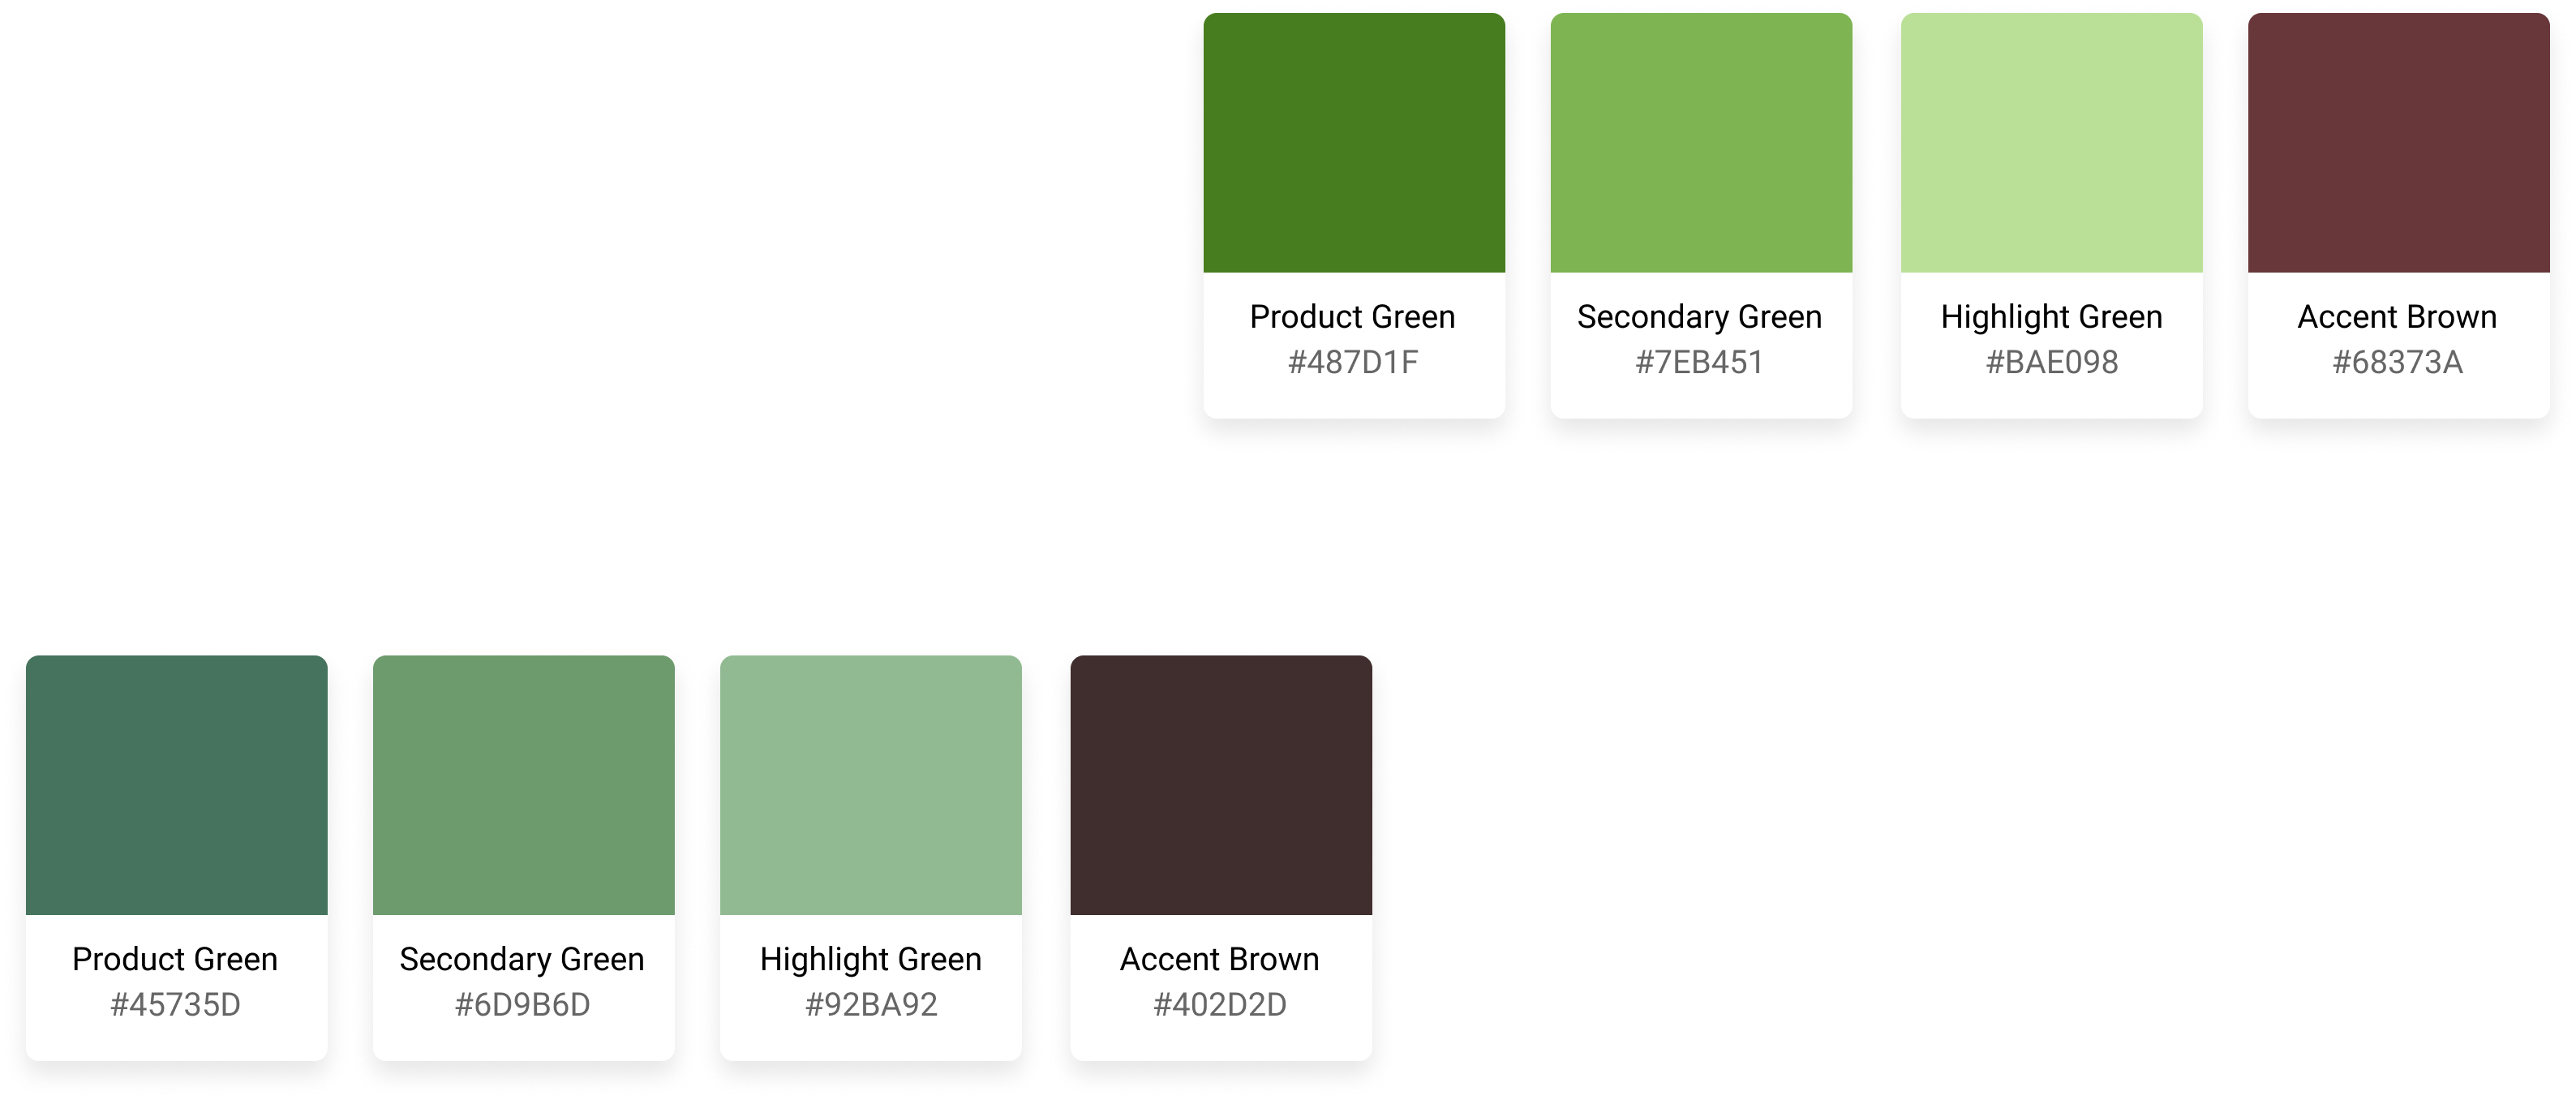 Product Green
#487D1F
Secondary Green
#7EB451
Highlight Green
#BAE098
Accent Brown
#68373A
Product Green
#45735D
Secondary Green
#6D9B6D
Highlight Green
#92BA92
Accent Brown
#402D2D